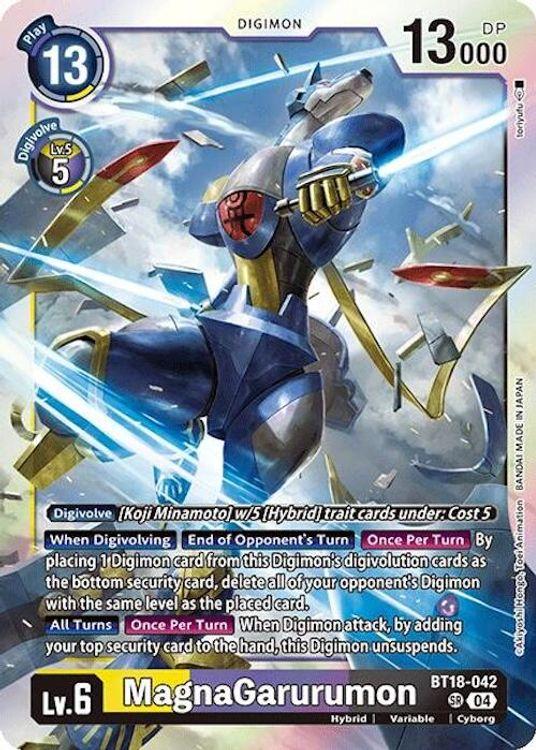 Play
DIGIMON
13
13000
DP
Digivolve
Lv.5
5
toriyufu
Digivolve [Koji Minamoto] w/5 [Hybrid] trait cards under: Cost 5
When Digivolving End of Opponent's Turn Once Per Turn By
placing 1 Digimon card from this Digimon's digivolution cards as
the bottom security card, delete all of your opponent's Digimon
with the same level as the placed card.
All Turns Once Per Turn When Digimon attack, by adding
your top security card to the hand, this Digimon unsuspends.
©Akiyoshi Hongo, Toei Animation BANDAI MADE IN JAPAN
Lv.6
MagnaGarurumon
BT18-042
SR 04
Hybrid | Variable | Cyborg